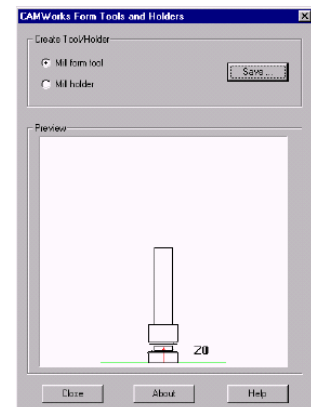 CAMWorks Form Tools and Holders
Create Tool/Holder
Mill form tool
Save ...
Mill holder
Preview
Z0
Close
About
Help